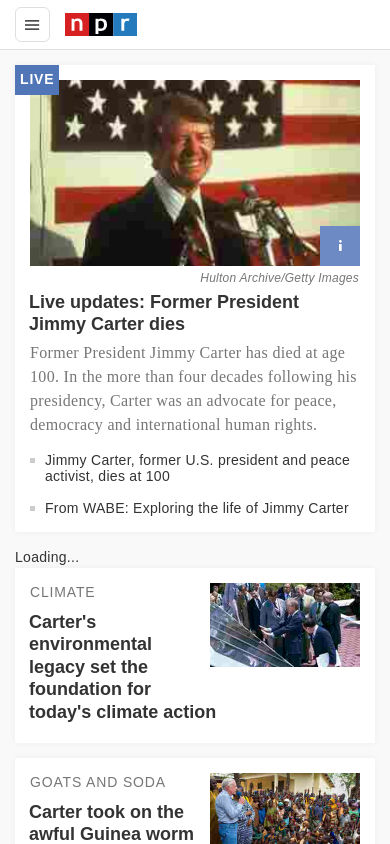 npr
LIVE
i
Hulton Archive/Getty Images
Live updates: Former President
Jimmy Carter dies
Former President Jimmy Carter has died at age
100. In the more than four decades following his
presidency, Carter was an advocate for peace,
democracy and international human rights.
Jimmy Carter, former U.S. president and peace
activist, dies at 100
From WABE: Exploring the life of Jimmy Carter
Loading...
CLIMATE
Carter's
environmental
legacy set the
foundation for
today's climate action
GOATS AND SODA
Carter took on the
awful Guinea worm